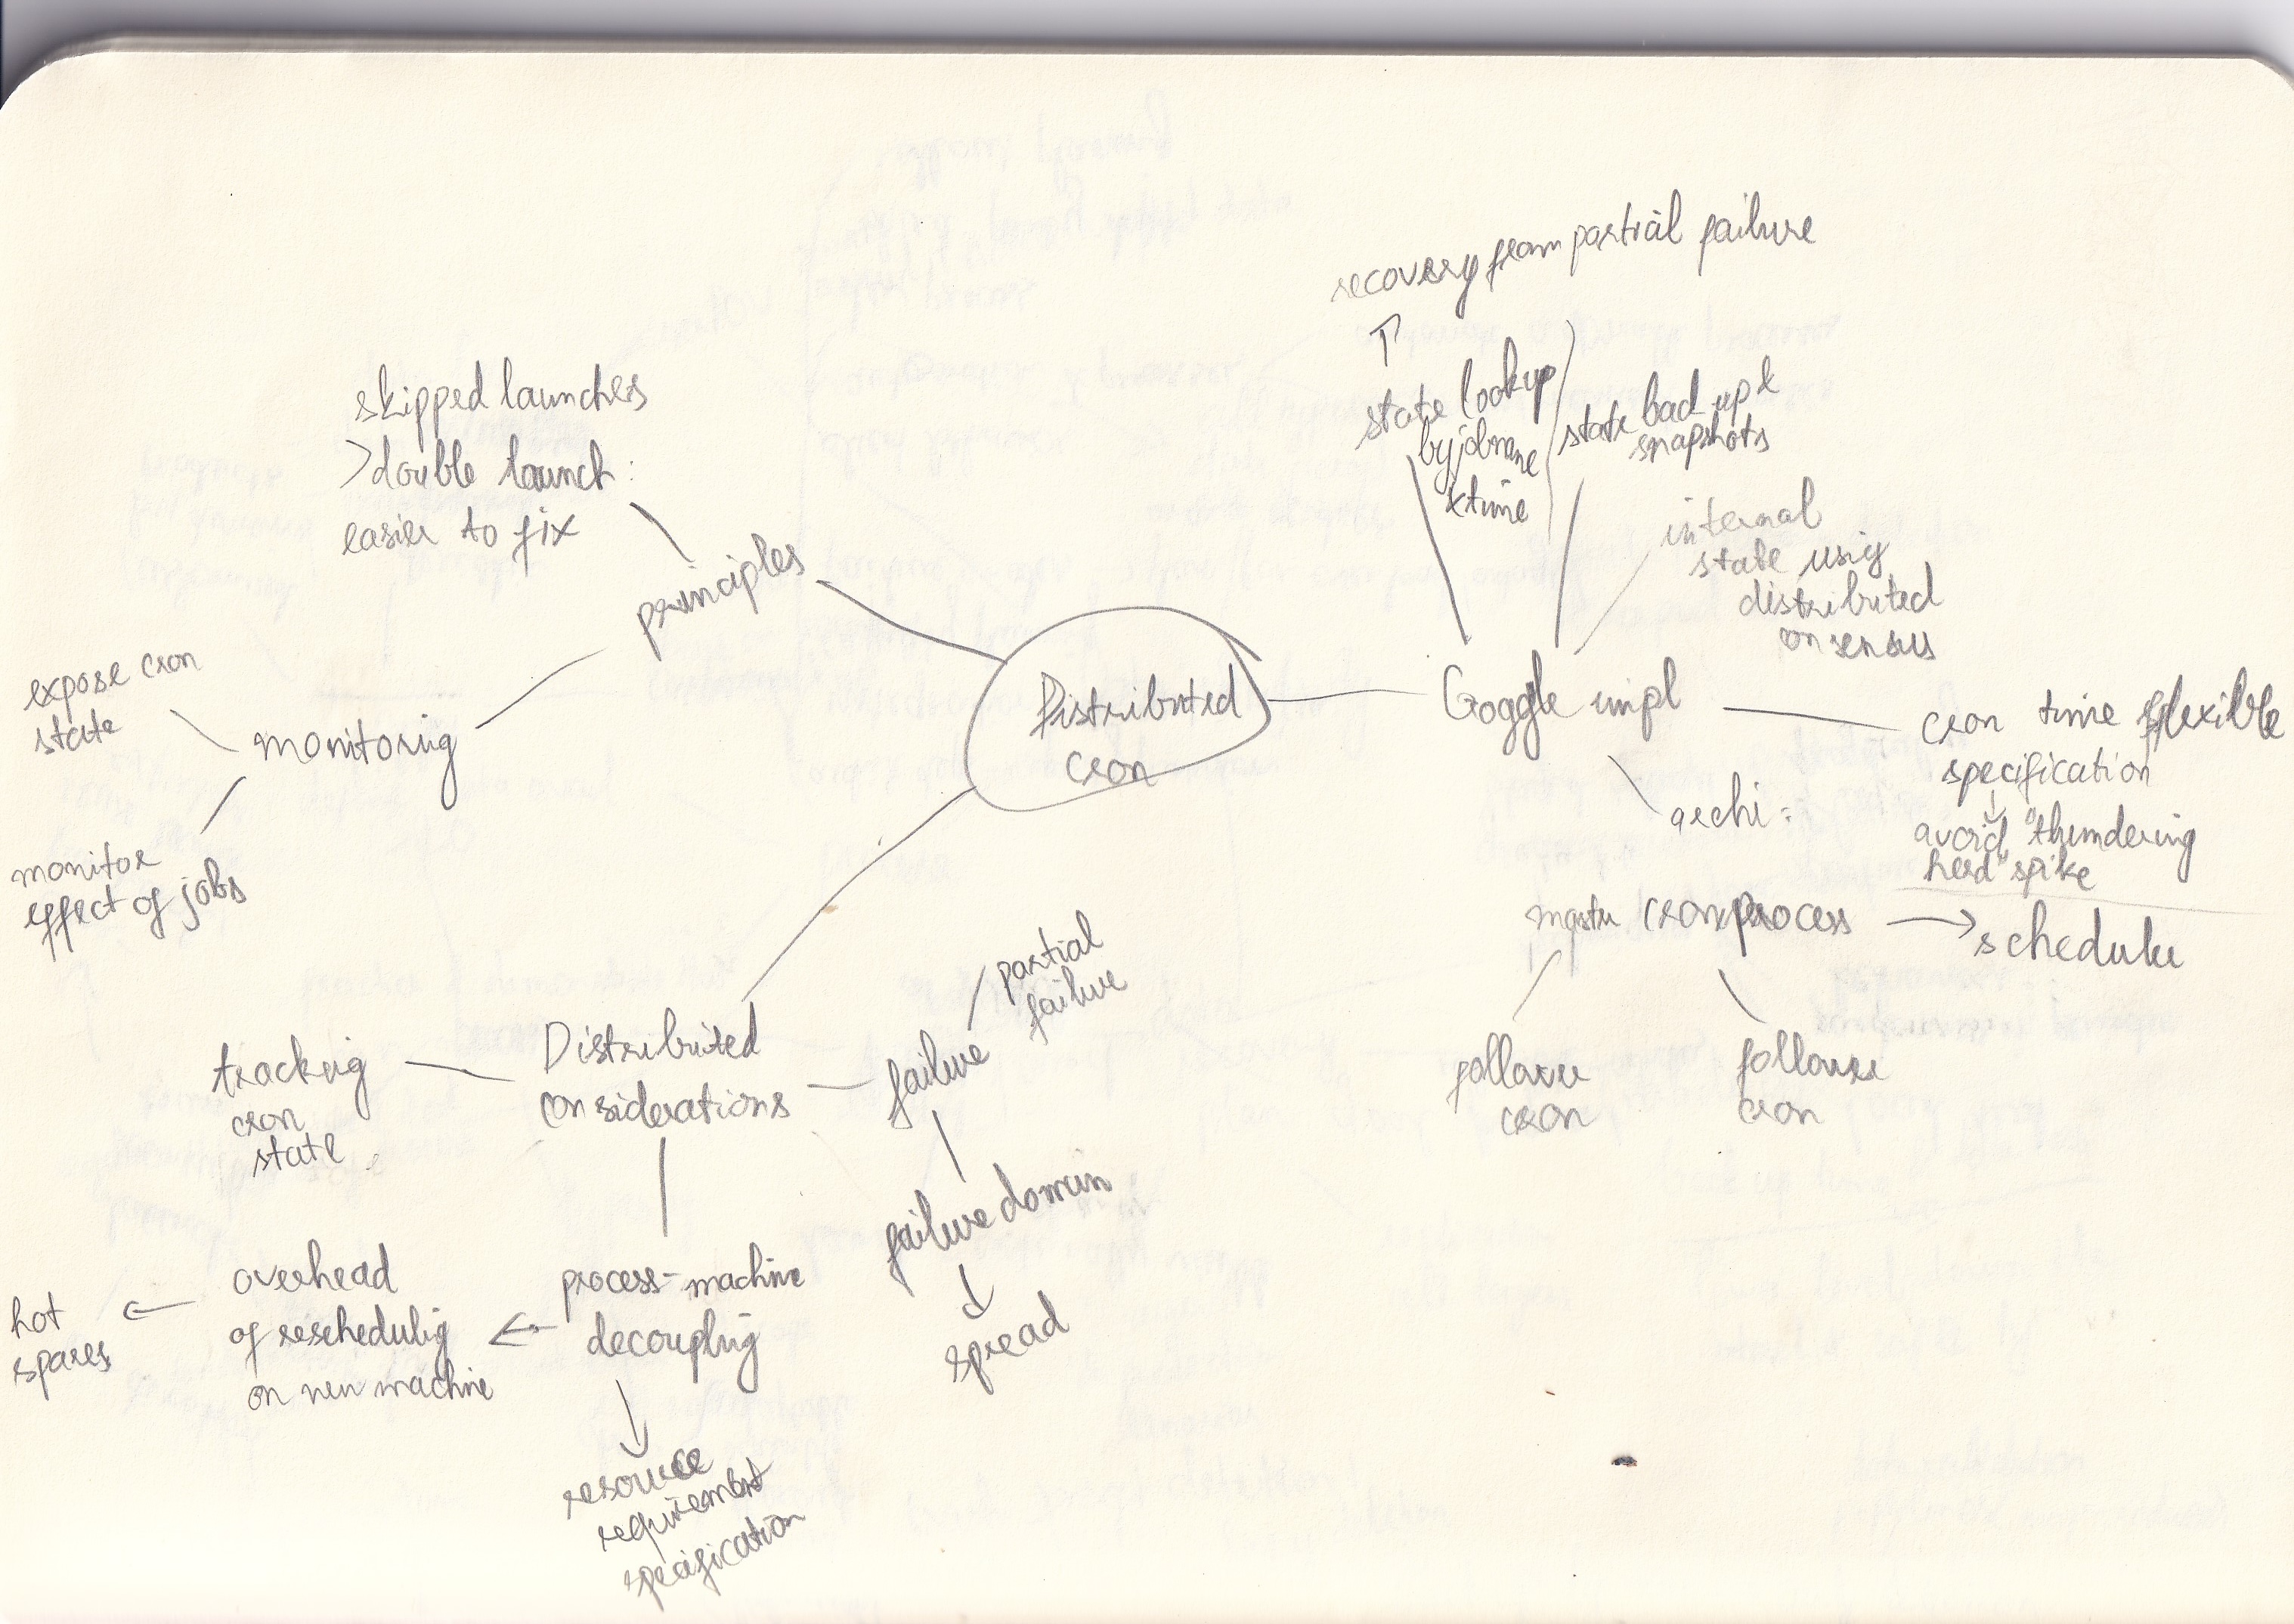 Distributed
cron
principles
skipped launches
>double launch:
easier to fix
monitoring
expose cron
state
monitor
effect of jobs
Distributed
considerations
tracking
cron
state
failure
partial
failure
failure domain
spread
process-machine
decoupling
overhead
of rescheduling
on new machine
hot
spares
resource
requirement
specification
Google impl
recovery from partial failure
state lookup
by jobname
& time
state bad up &
snapshots
internal
state using
distributed
consensus
cron time flexible
specification
avoid "thundering
herd" spike
archi:
master cron process
scheduler
follower
cron
follower
cron